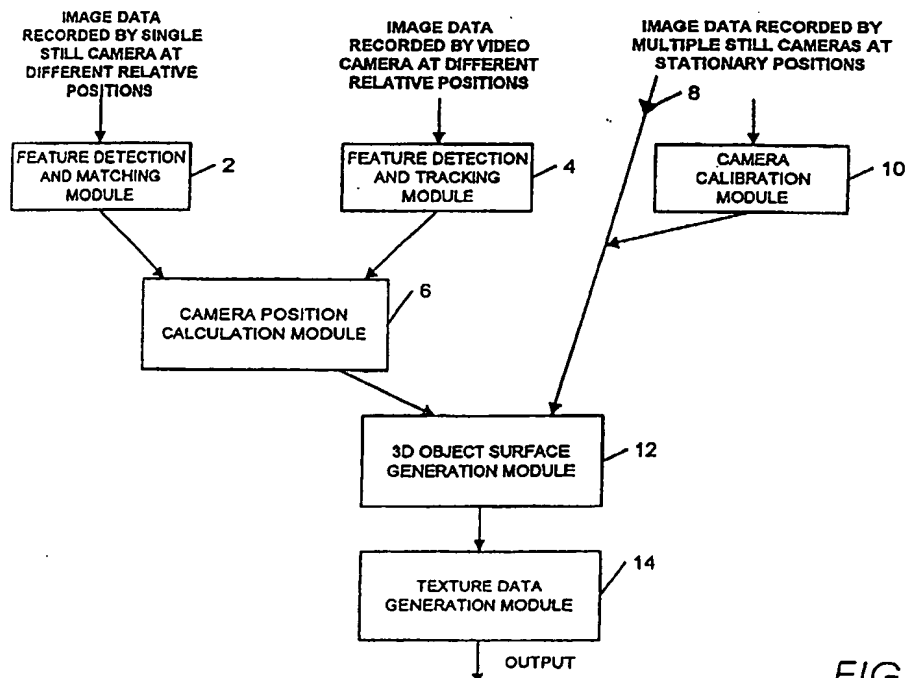 IMAGE DATA
RECORDED BY SINGLE
STILL CAMERA AT
DIFFERENT RELATIVE
POSITIONS
IMAGE DATA
RECORDED BY VIDEO
CAMERA AT DIFFERENT
RELATIVE POSITIONS
IMAGE DATA RECORDED BY
MULTIPLE STILL CAMERAS AT
STATIONARY POSITIONS
8
FEATURE DETECTION
AND MATCHING
MODULE
2
FEATURE DETECTION
AND TRACKING
MODULE
4
CAMERA
CALIBRATION
MODULE
10
CAMERA POSITION
CALCULATION MODULE
6
3D OBJECT SURFACE
GENERATION MODULE
12
TEXTURE DATA
GENERATION MODULE
14
OUTPUT
FIG